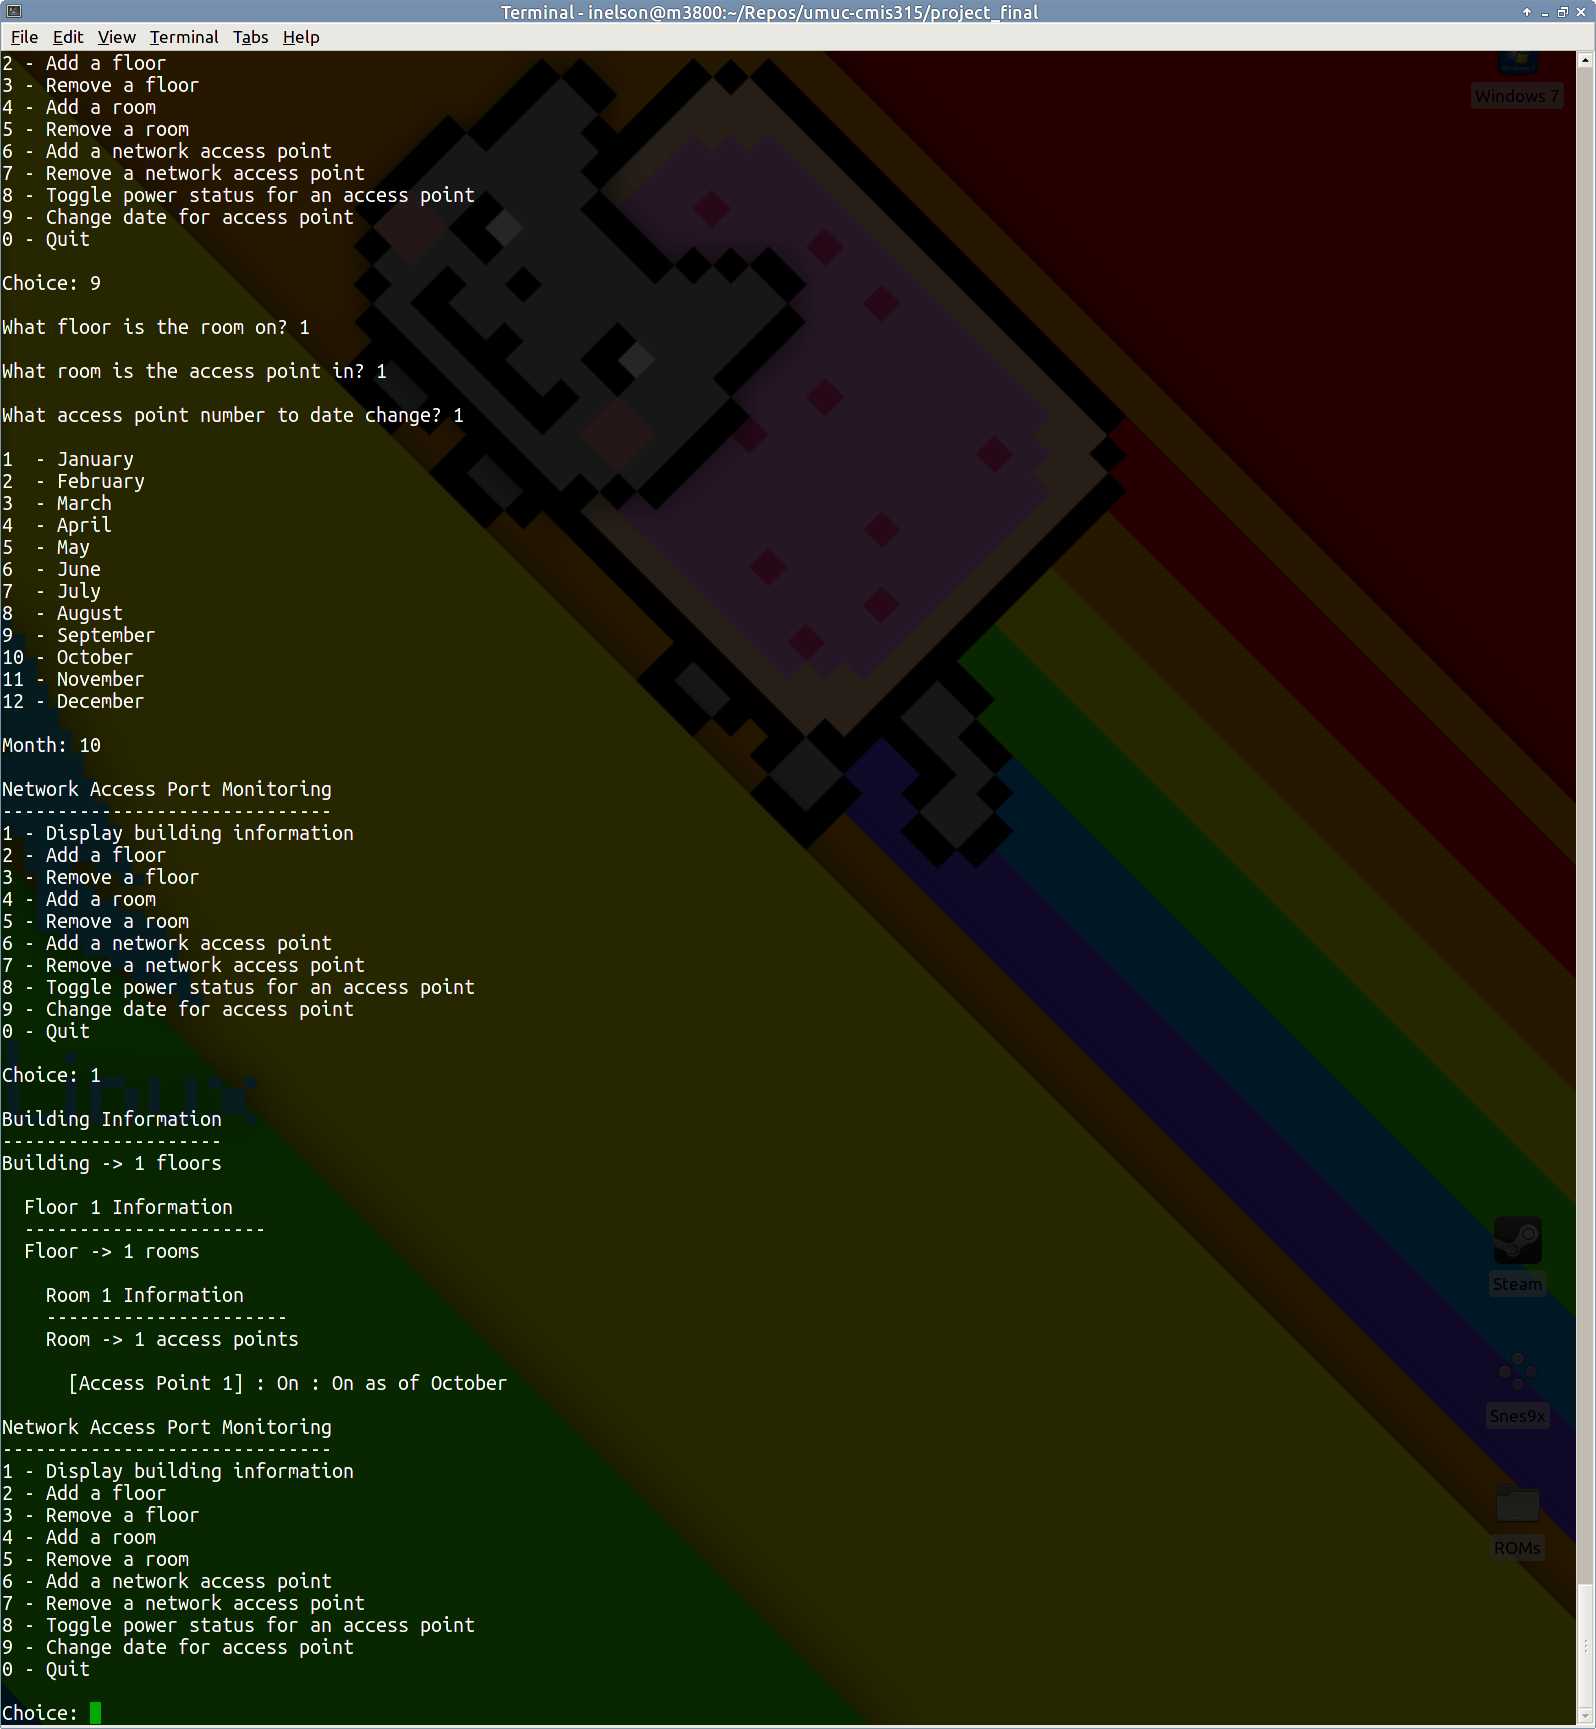 Terminal - inelson@m3800:~/Repos/umuc-cmis315/project_final
File Edit View Terminal Tabs Help
2 - Add a floor
3 - Remove a floor
4 - Add a room
5 - Remove a room
6 - Add a network access point
7 - Remove a network access point
8 - Toggle power status for an access point
9 - Change date for access point
0 - Quit
Choice: 9
What floor is the room on? 1
What room is the access point in? 1
What access point number to date change? 1
1  - January
2  - February
3  - March
4  - April
5  - May
6  - June
7  - July
8  - August
9  - September
10 - October
11 - November
12 - December
Month: 10
Network Access Port Monitoring
------------------------------
1 - Display building information
2 - Add a floor
3 - Remove a floor
4 - Add a room
5 - Remove a room
6 - Add a network access point
7 - Remove a network access point
8 - Toggle power status for an access point
9 - Change date for access point
0 - Quit
Choice: 1
Building Information
--------------------
Building -> 1 floors
Floor 1 Information
----------------------
Floor -> 1 rooms
Room 1 Information
----------------------
Room -> 1 access points
[Access Point 1] : On : On as of October
Network Access Port Monitoring
------------------------------
1 - Display building information
2 - Add a floor
3 - Remove a floor
4 - Add a room
5 - Remove a room
6 - Add a network access point
7 - Remove a network access point
8 - Toggle power status for an access point
9 - Change date for access point
0 - Quit
Choice:
Windows 7
Linux
Steam
Snes9x
ROMs